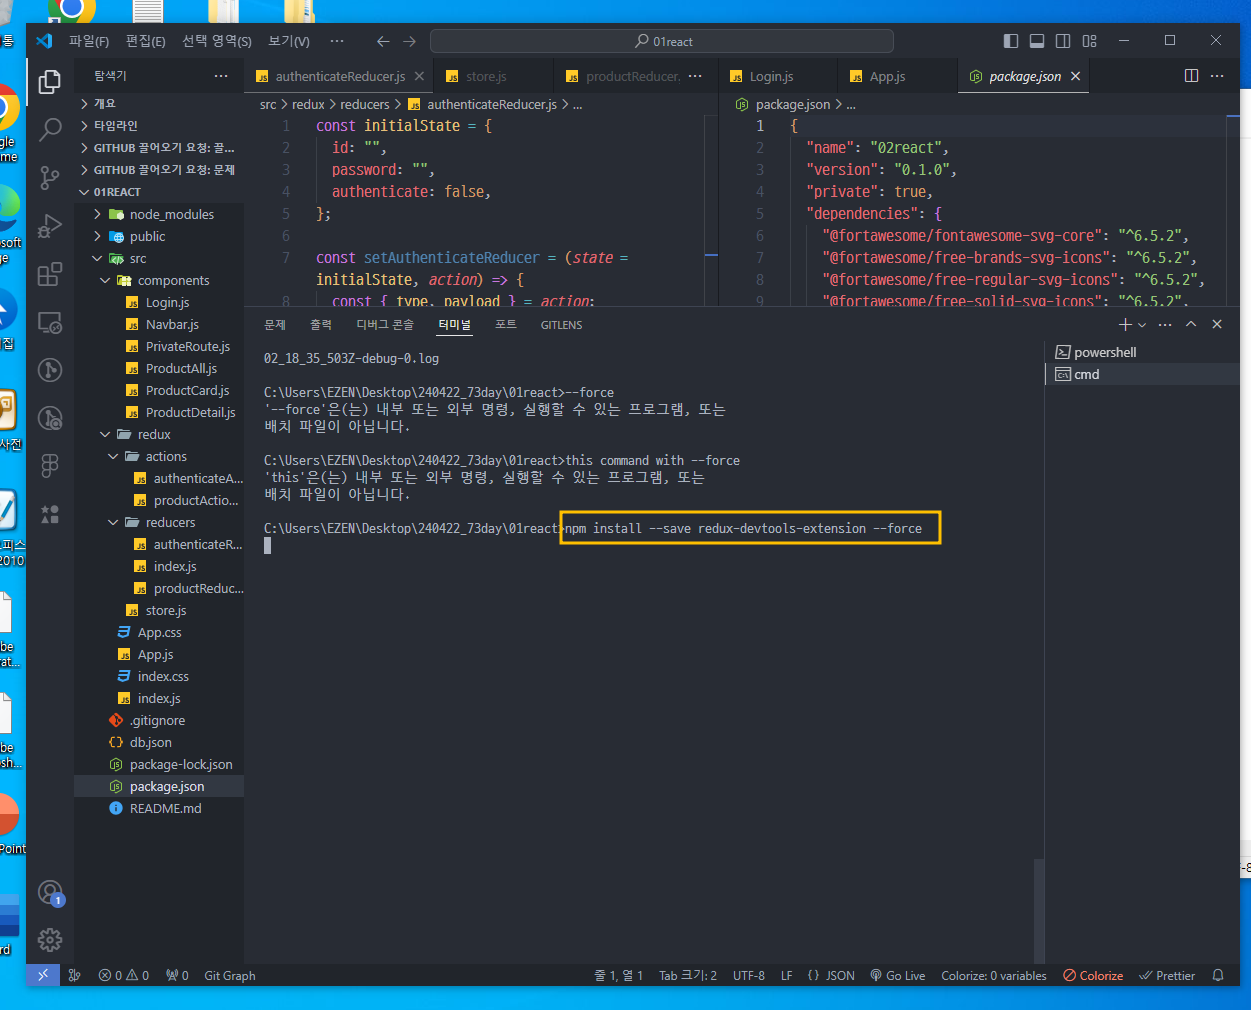 파일(F) 편집(E) 선택 영역(S) 보기(V) ··· 01react
탐색기 ···
개요
타임라인
GITHUB 끌어오기 요청: 끌...
GITHUB 끌어오기 요청: 문제
01REACT
node_modules
public
src
components
Login.js
Navbar.js
PrivateRoute.js
ProductAll.js
ProductCard.js
ProductDetail.js
redux
actions
authenticateA...
productActio...
reducers
authenticateR...
index.js
productReduc...
store.js
App.css
App.js
index.css
index.js
.gitignore
db.json
package-lock.json
package.json
README.md
authenticateReducer.js store.js productReducer. ···
src > redux > reducers > authenticateReducer.js > ...
1 const initialState = {
2 id: "",
3 password: "",
4 authenticate: false,
5 };
6
7 const setAuthenticateReducer = (state =
initialState, action) => {
8 const { type, payload } = action;
Login.js App.js package.json ···
package.json > ...
1 {
2 "name": "02react",
3 "version": "0.1.0",
4 "private": true,
5 "dependencies": {
6 "@fortawesome/fontawesome-svg-core": "^6.5.2",
7 "@fortawesome/free-brands-svg-icons": "^6.5.2",
8 "@fortawesome/free-regular-svg-icons": "^6.5.2",
9 "@fortawesome/free-solid-svg-icons": "^6.5.2",
문제 출력 디버그 콘솔 터미널 포트 GITLENS
02_18_35_503Z-debug-0.log
C:\Users\EZEN\Desktop\240422_73day\01react>--force
'--force'은(는) 내부 또는 외부 명령, 실행할 수 있는 프로그램, 또는
배치 파일이 아닙니다.
C:\Users\EZEN\Desktop\240422_73day\01react>this command with --force
'this'은(는) 내부 또는 외부 명령, 실행할 수 있는 프로그램, 또는
배치 파일이 아닙니다.
C:\Users\EZEN\Desktop\240422_73day\01react>npm install --save redux-devtools-extension --force
powershell
cmd
1
0 0 0 Git Graph 줄 1, 열 1 Tab 크기: 2 UTF-8 LF {} JSON Go Live Colorize: 0 variables Colorize Prettier